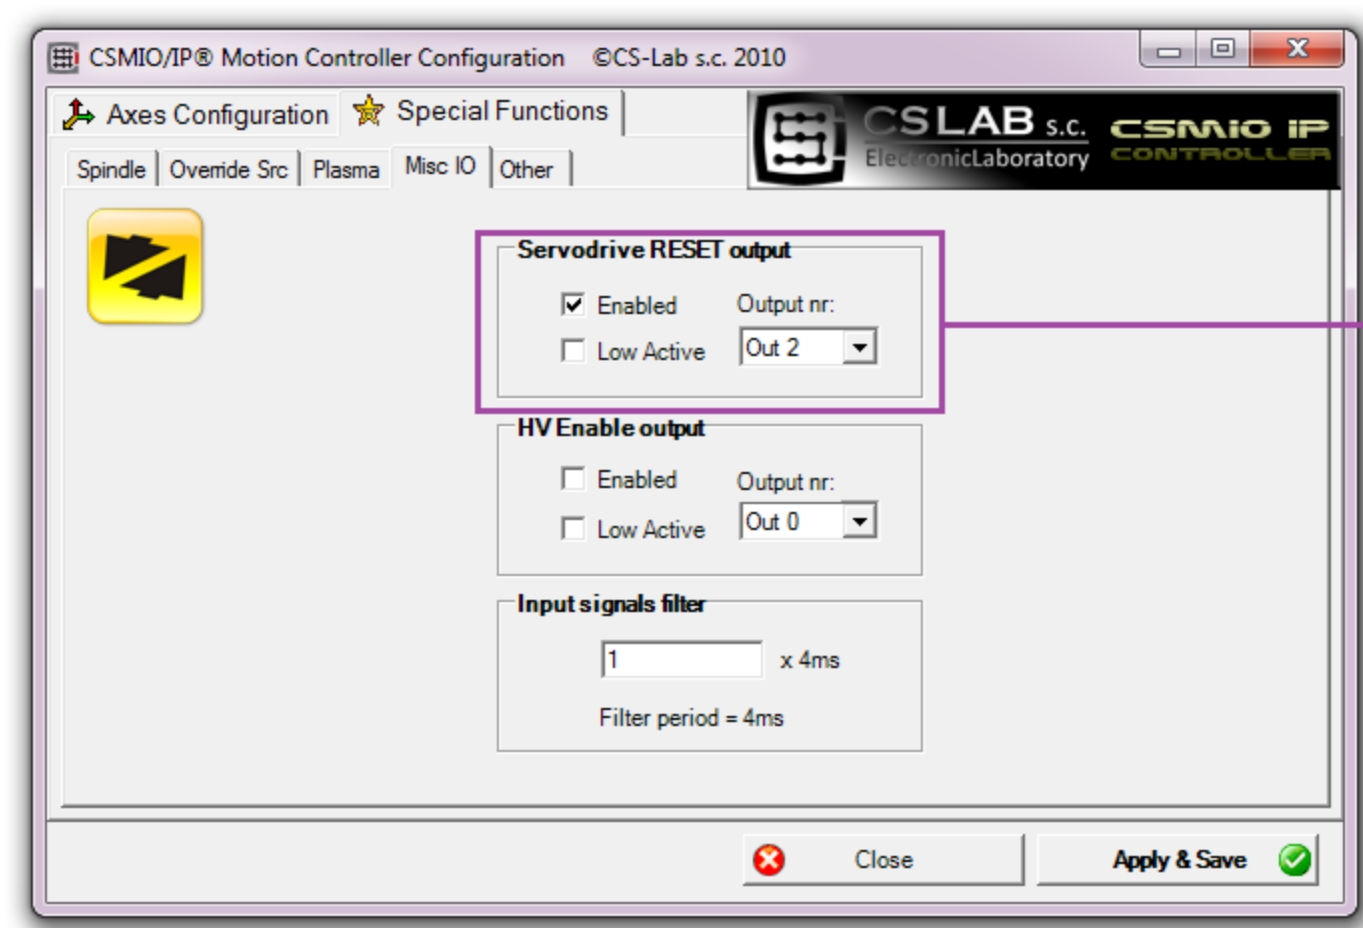 CSMIO/IP® Motion Controller Configuration ©CS-Lab s.c. 2010
Axes Configuration Special Functions
CSLAB s.c. CSMIO IP
ElectronicLaboratory CONTROLLER
Spindle Override Src Plasma Misc IO Other
Servodrive RESET output
Enabled Output nr:
Low Active Out 2
HV Enable output
Enabled Output nr:
Low Active Out 0
Input signals filter
1 x 4ms
Filter period = 4ms
Close Apply & Save